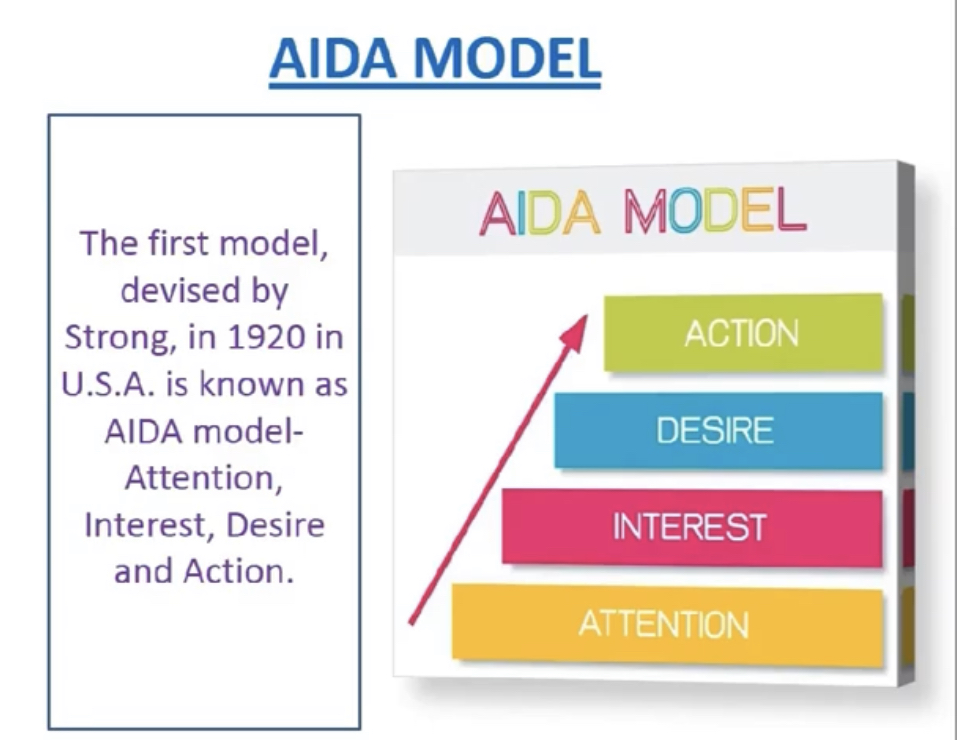 AIDA MODEL
The first model,
devised by
Strong, in 1920 in
U.S.A. is known as
AIDA model-
Attention,
Interest, Desire
and Action.
AIDA MODEL
ACTION
DESIRE
INTEREST
ATTENTION